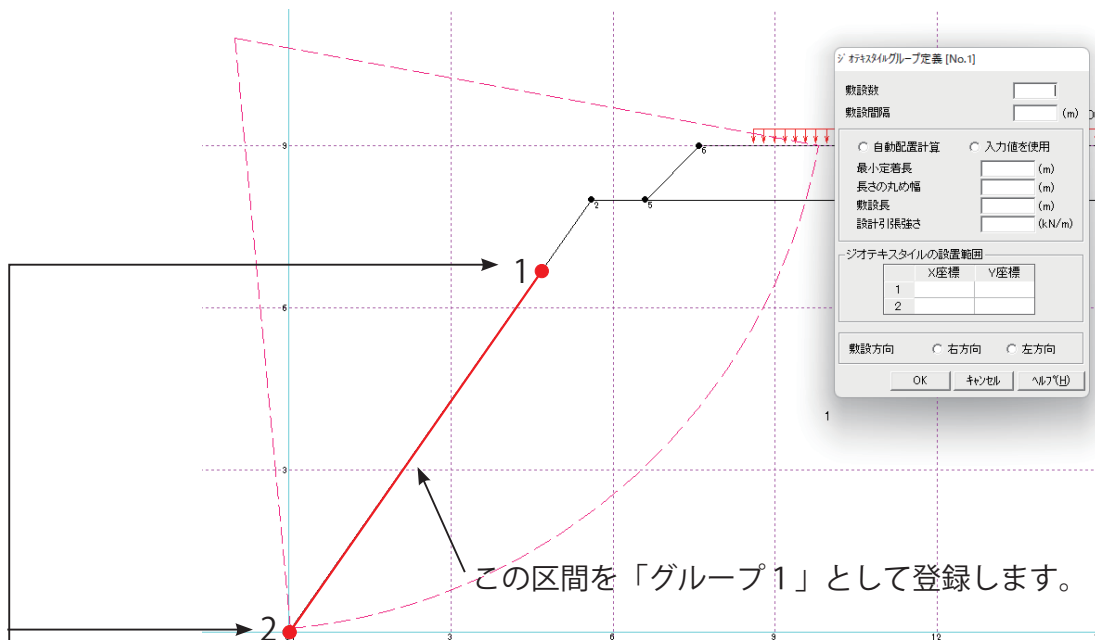 ジオテキスタイルグループ定義 [No.1]
敷設数
敷設間隔 (m)
自動配置計算 入力値を使用
最小定着長 (m)
長さの丸め幅 (m)
敷設長 (m)
設計引張強さ (kN/m)
ジオテキスタイルの設置範囲
X座標 Y座標
1
2
敷設方向 右方向 左方向
OK キャンセル ヘルプ(H)
9
6
2
5
1
6
1
3
この区間を「グループ1」として登録します。
2
3
6
9
12